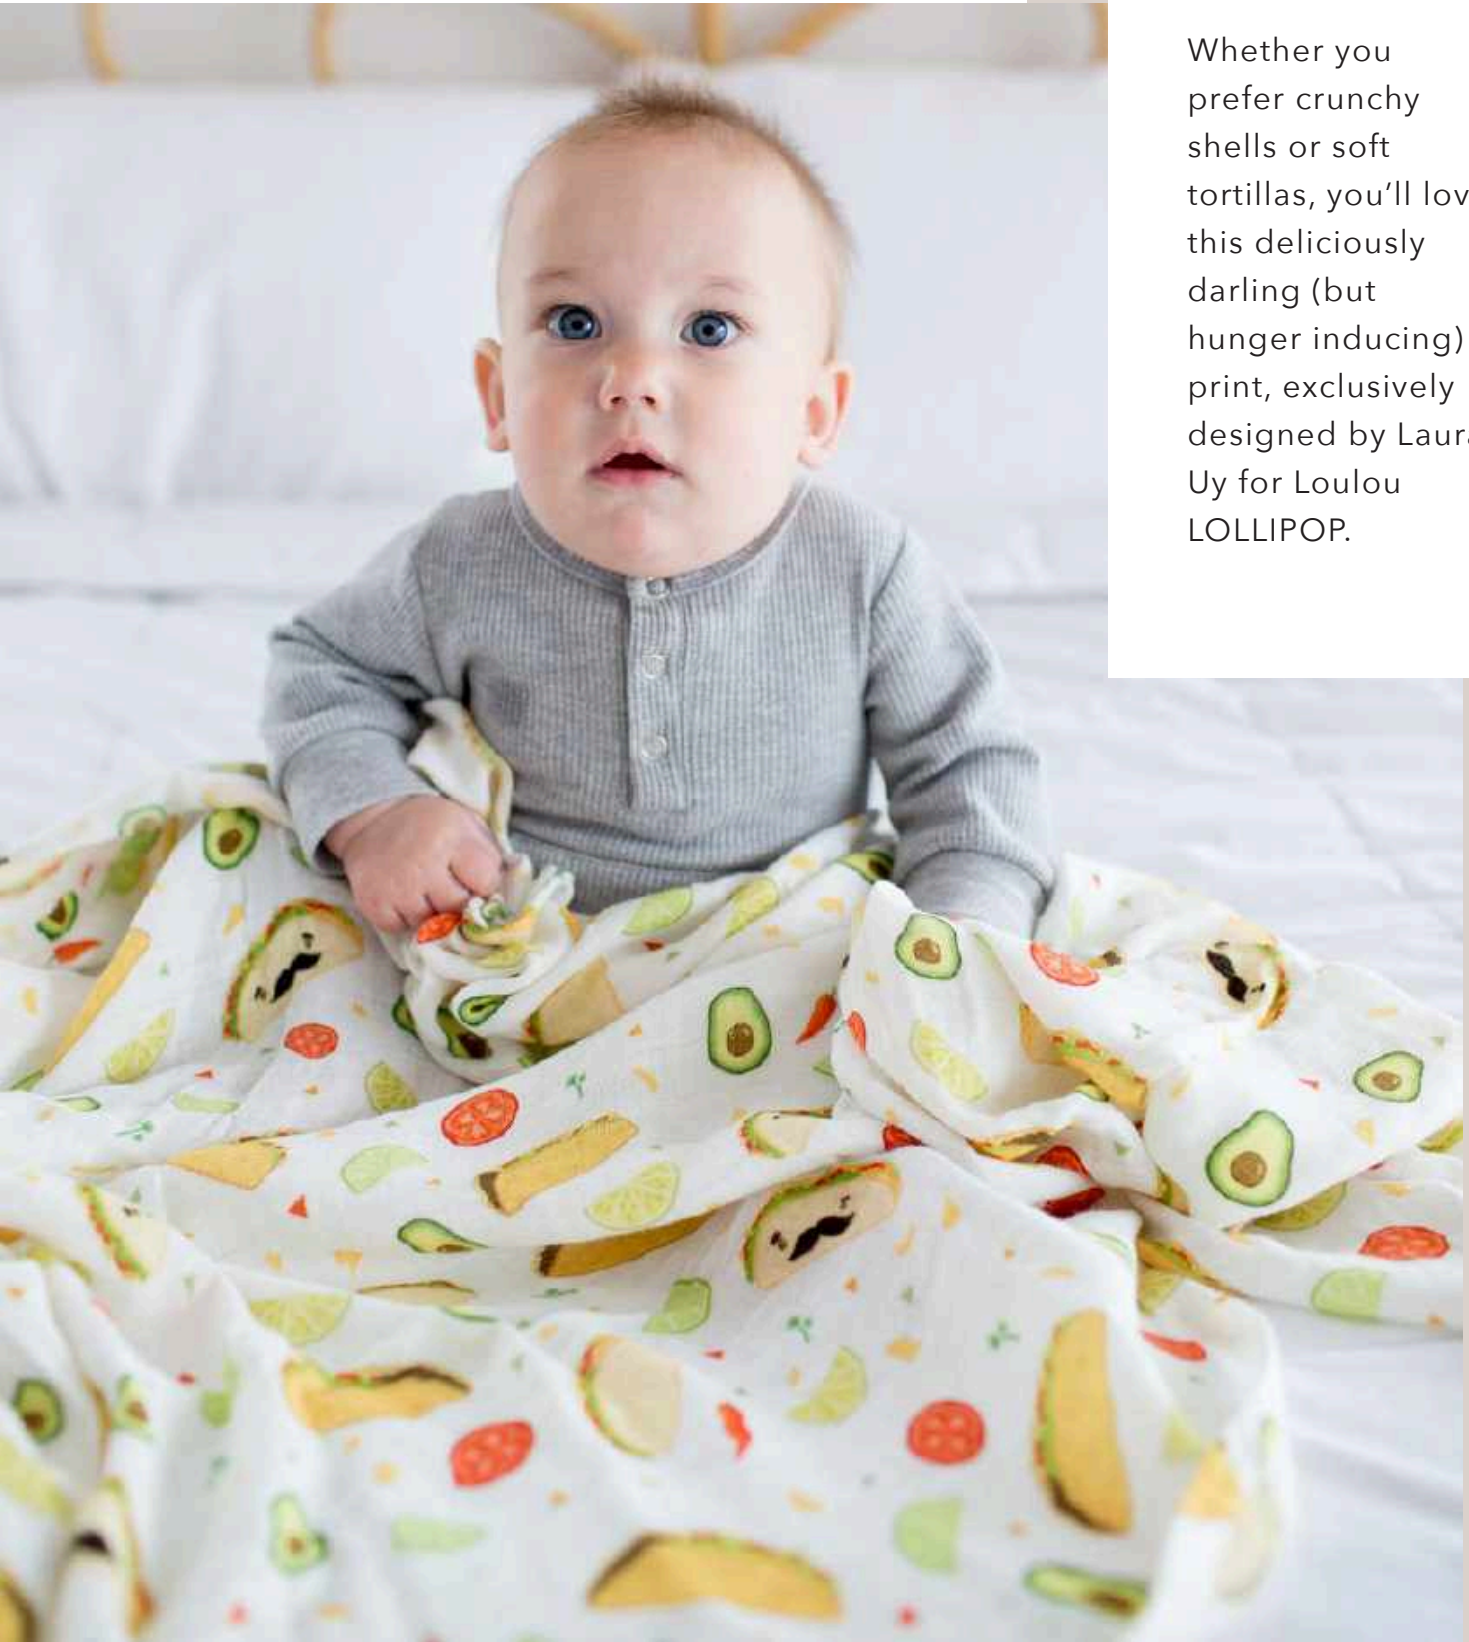 Whether you
prefer crunchy
shells or soft
tortillas, you’ll lov
this deliciously
darling (but
hunger inducing)
print, exclusively
designed by Laur
Uy for Loulou
LOLLIPOP.